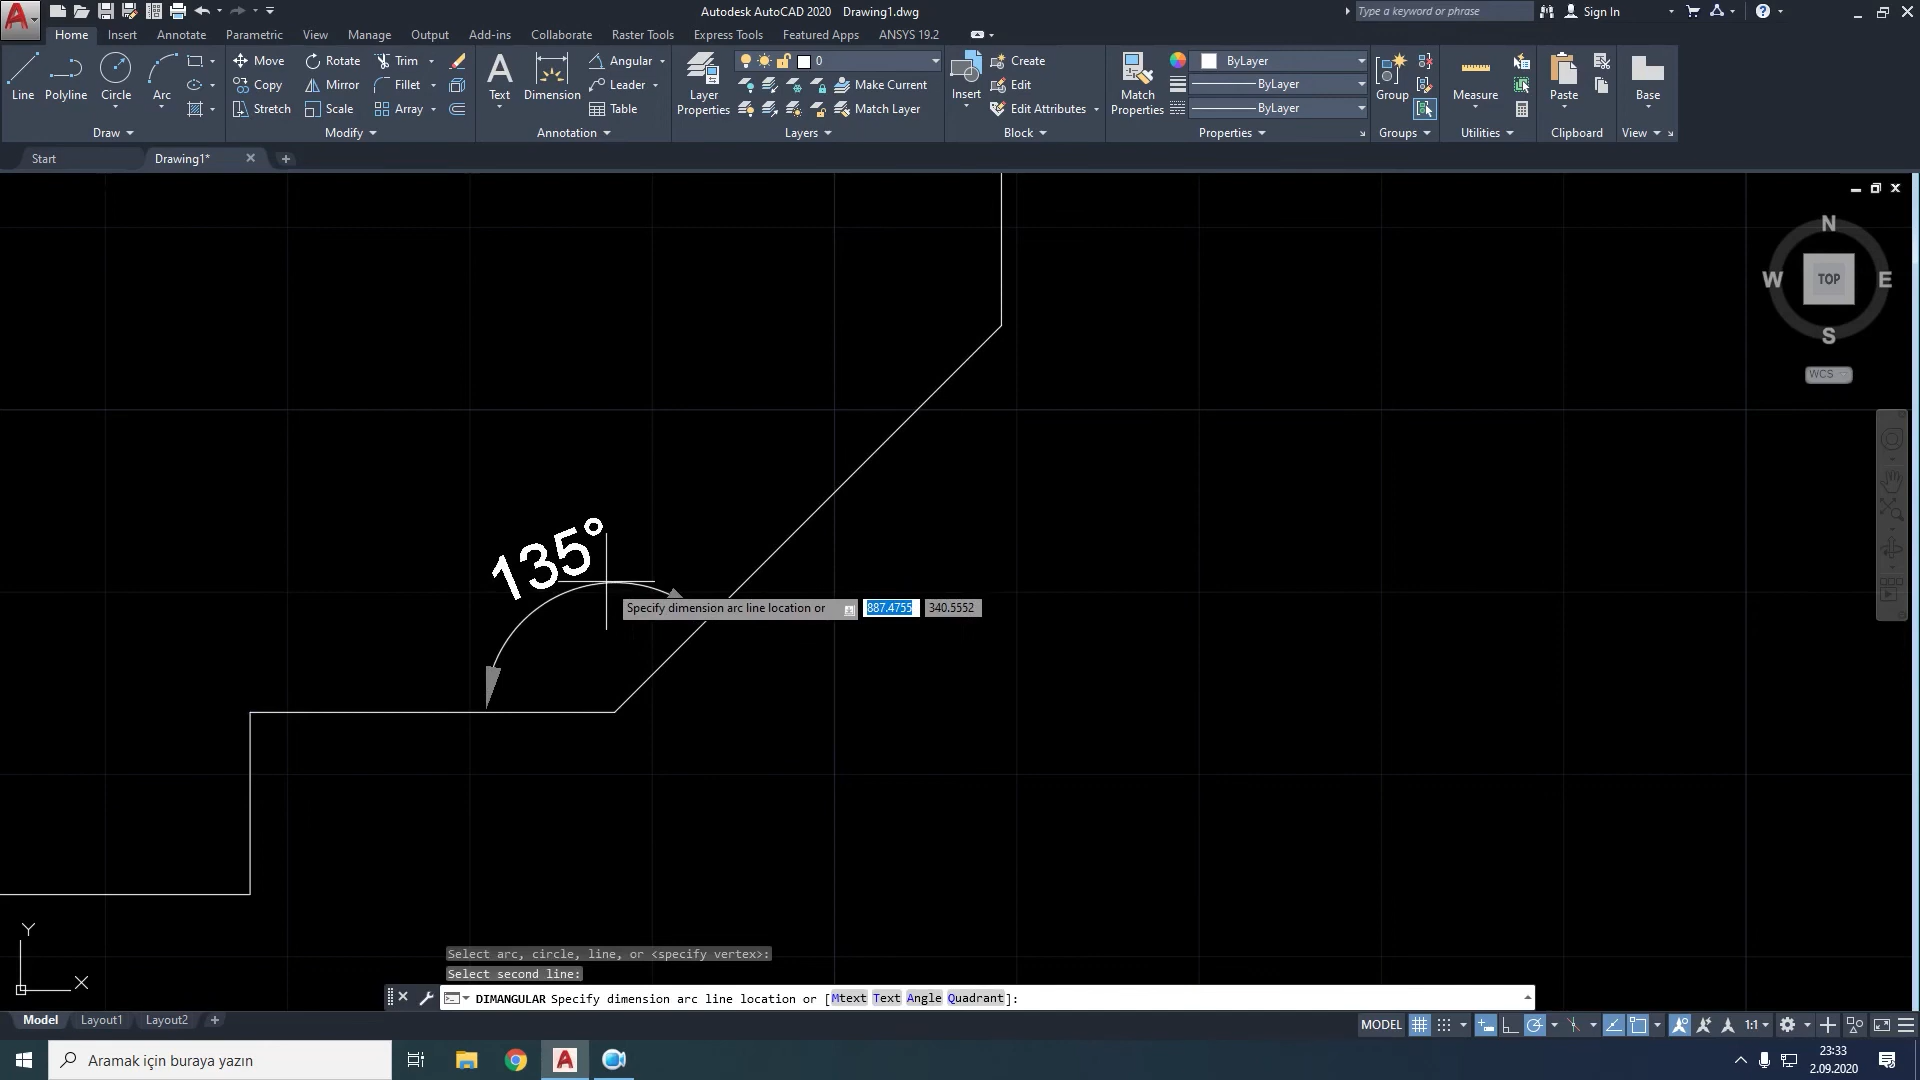 Autodesk AutoCAD 2020 Drawing1.dwg
Type a keyword or phrase
Sign In
Home Insert Annotate Parametric View Manage Output Add-ins Collaborate Raster Tools Express Tools Featured Apps ANSYS 19.2
Line Polyline Circle Arc
Move Rotate Trim
Copy Mirror Fillet
Stretch Scale Array
Text Dimension
Angular
Leader
Table
Layer Properties
0
Make Current
Match Layer
Insert
Create
Edit
Edit Attributes
Match Properties
ByLayer
ByLayer
ByLayer
Group
Measure
Paste
Base
Draw Modify Annotation Layers Block Properties Groups Utilities Clipboard View
Start Drawing1*
N
W TOP E
S
WCS
135°
Specify dimension arc line location or 887.4755 340.5552
Y
X
Select arc, circle, line, or <specify vertex>:
Select second line:
DIMANGULAR Specify dimension arc line location or [Mtext Text Angle Quadrant]:
Model Layout1 Layout2
MODEL 1:1
Aramak için buraya yazın
23:33
2.09.2020